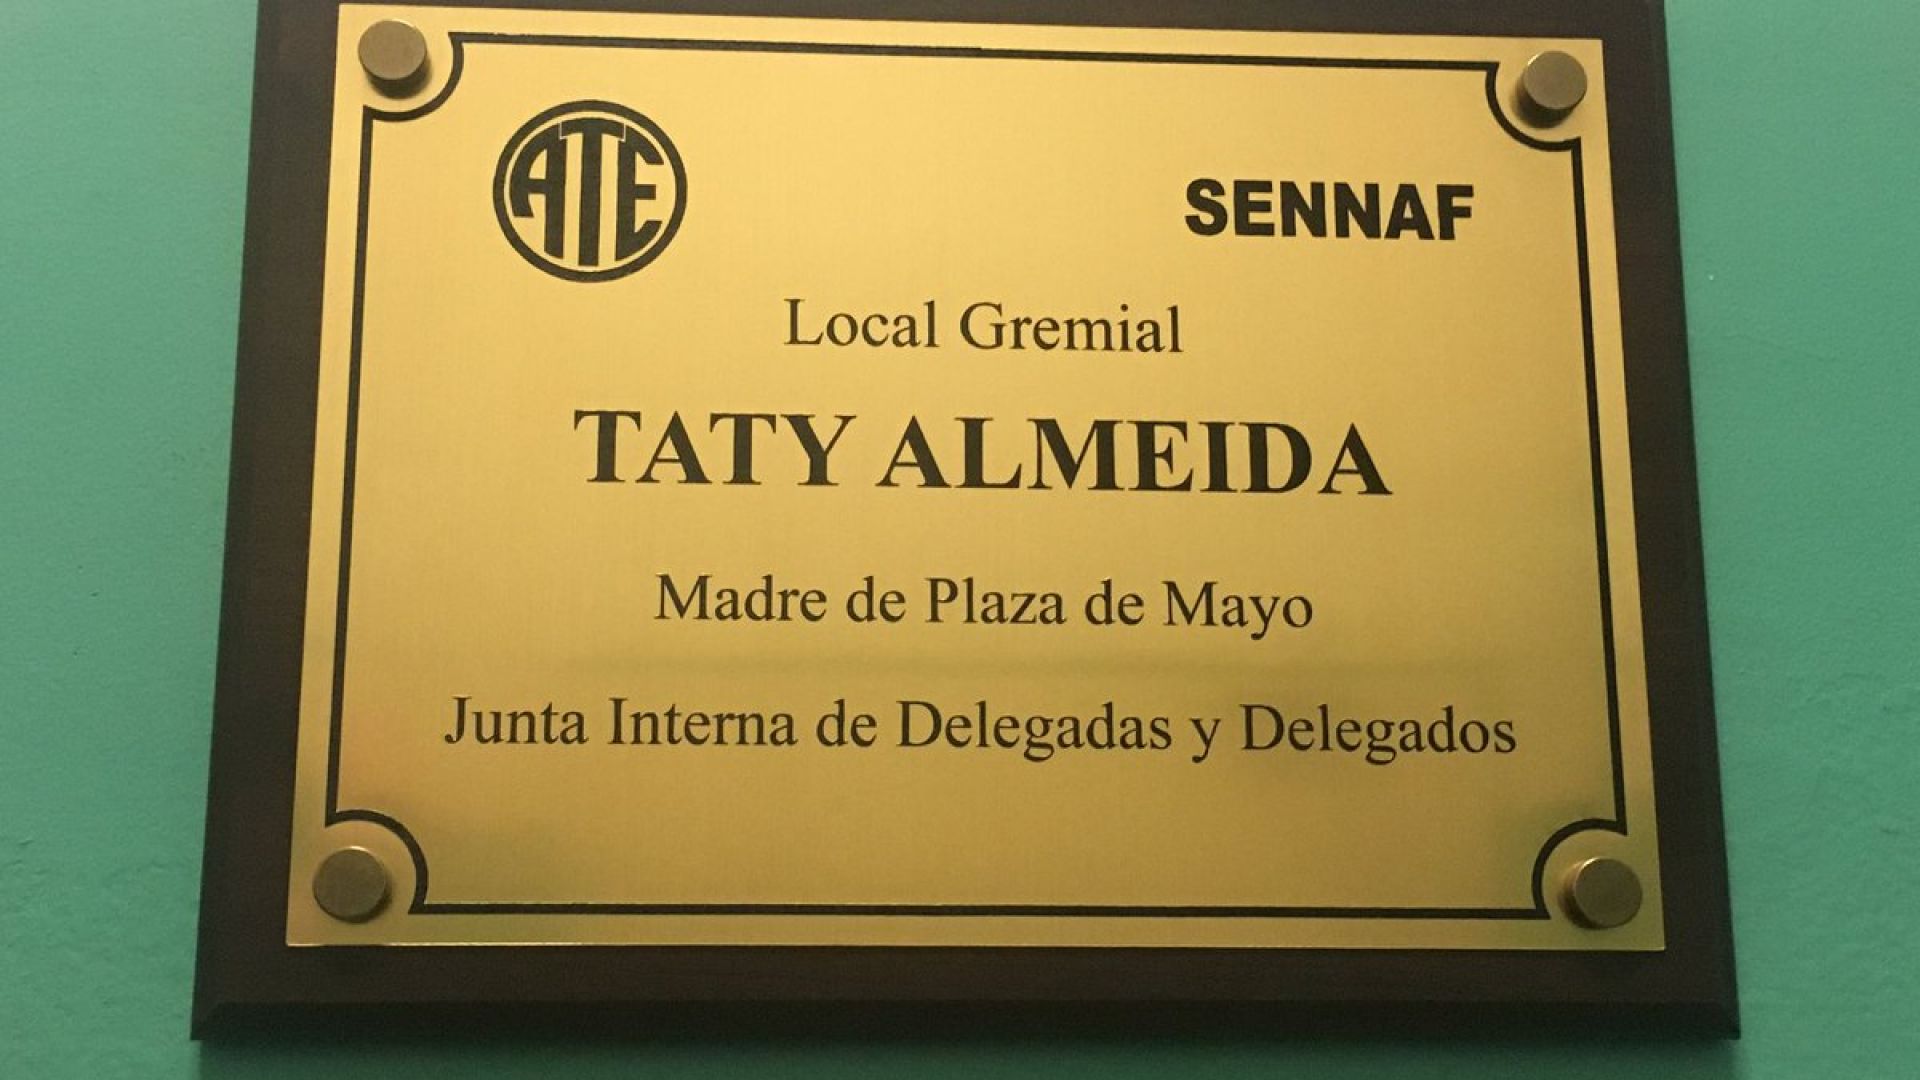 ATE
SENNAF
Local Gremial
TATY ALMEIDA
Madre de Plaza de Mayo
Junta Interna de Delegadas y Delegados